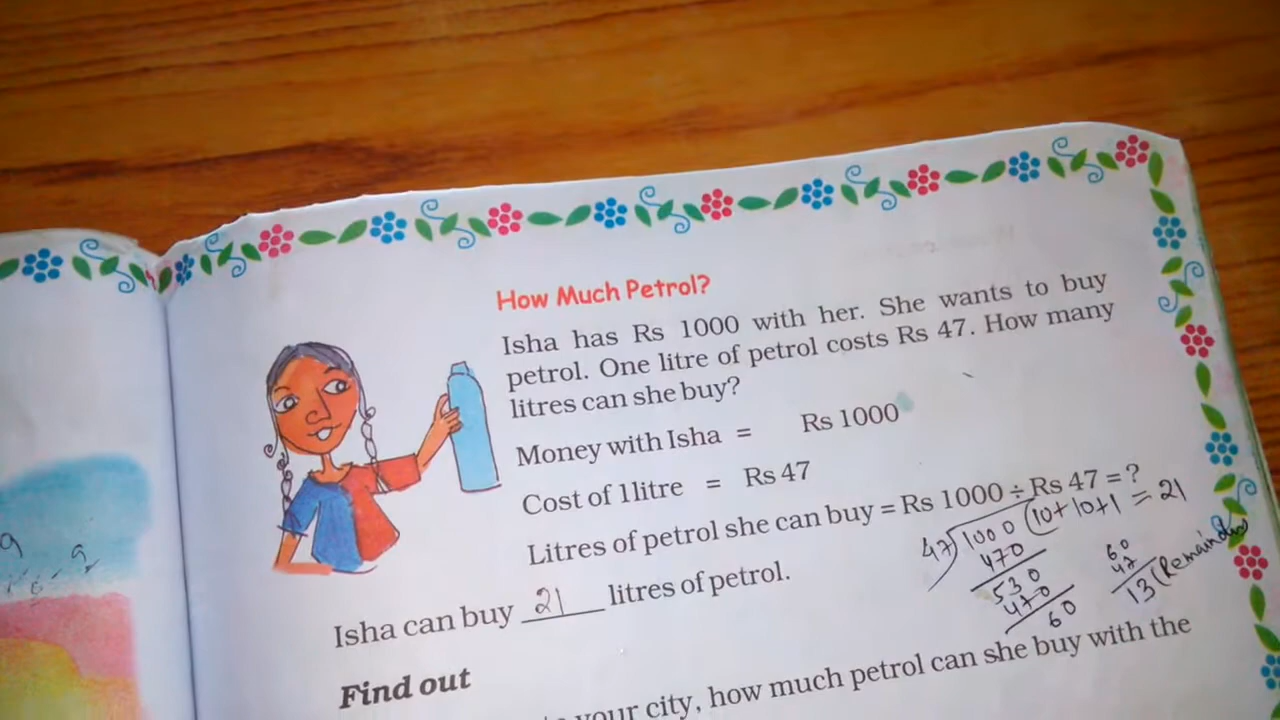 How Much Petrol?
Isha has Rs 1000 with her. She wants to buy
petrol. One litre of petrol costs Rs 47. How many
litres can she buy?
Money with Isha = Rs 1000
Cost of 1litre = Rs 47
Litres of petrol she can buy = Rs 1000 ÷ Rs 47 = ?
47)1000(10+10+1 = 21
470
530
470
60
60
47
13(Remainder
Isha can buy 21 litres of petrol.
Find out
your city, how much petrol can she buy with the